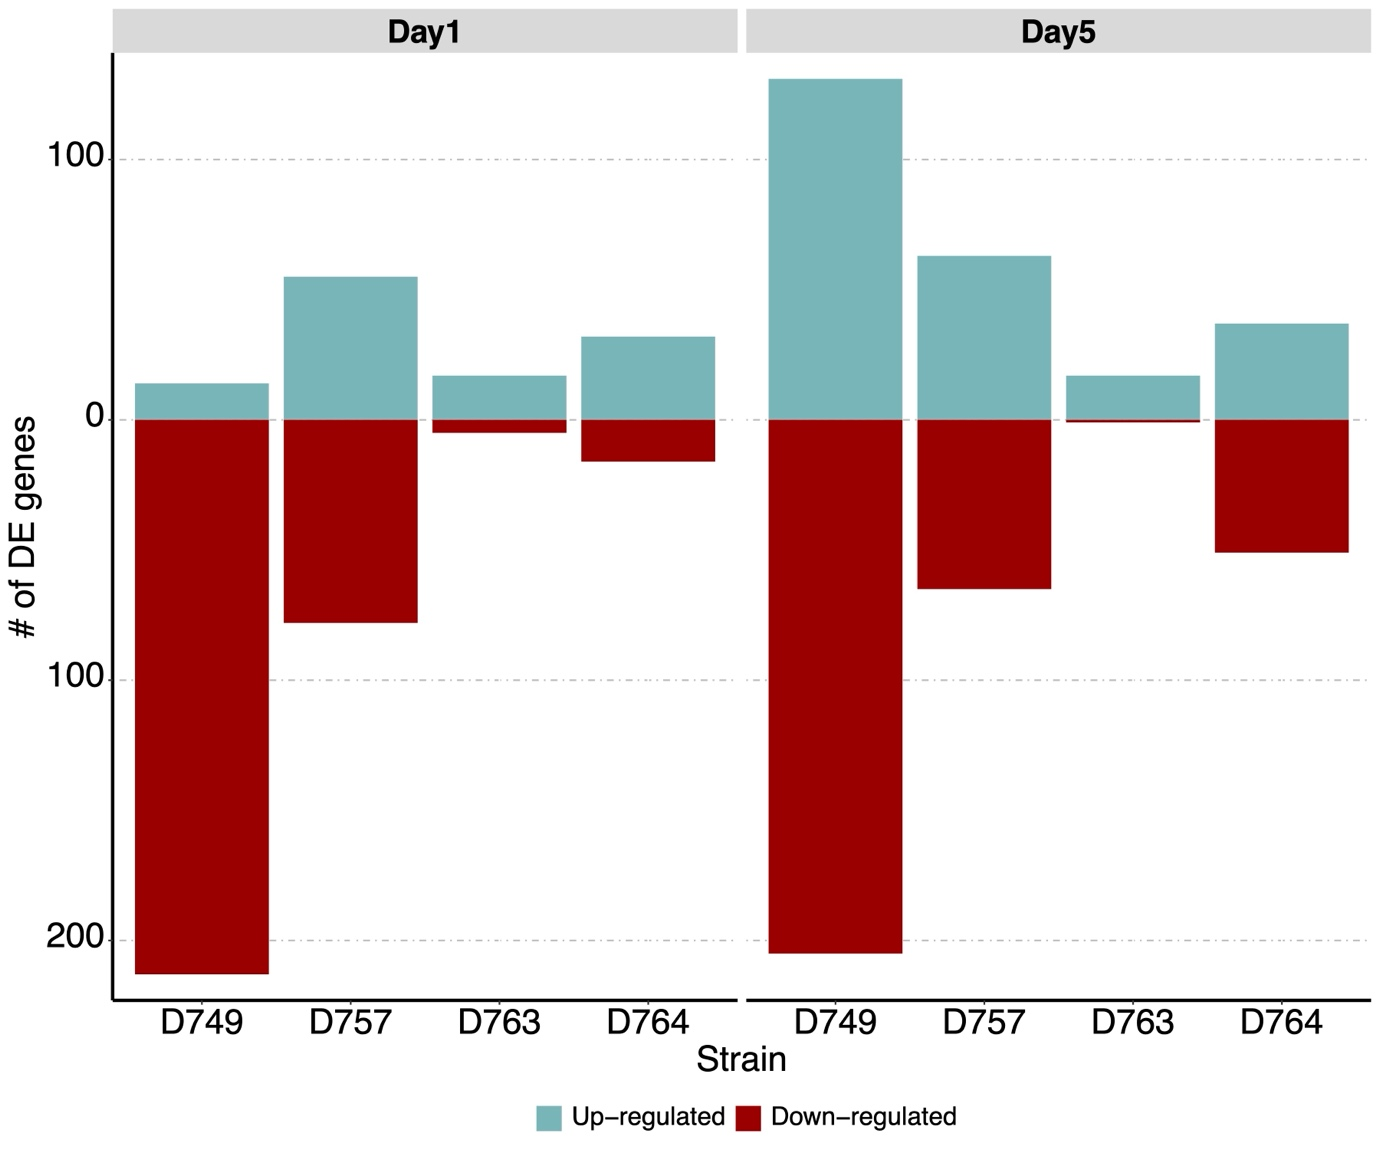 Day1 Day5
# of DE genes
100
0
100
200
D749 D757 D763 D764 D749 D757 D763 D764
Strain
Up−regulated Down−regulated